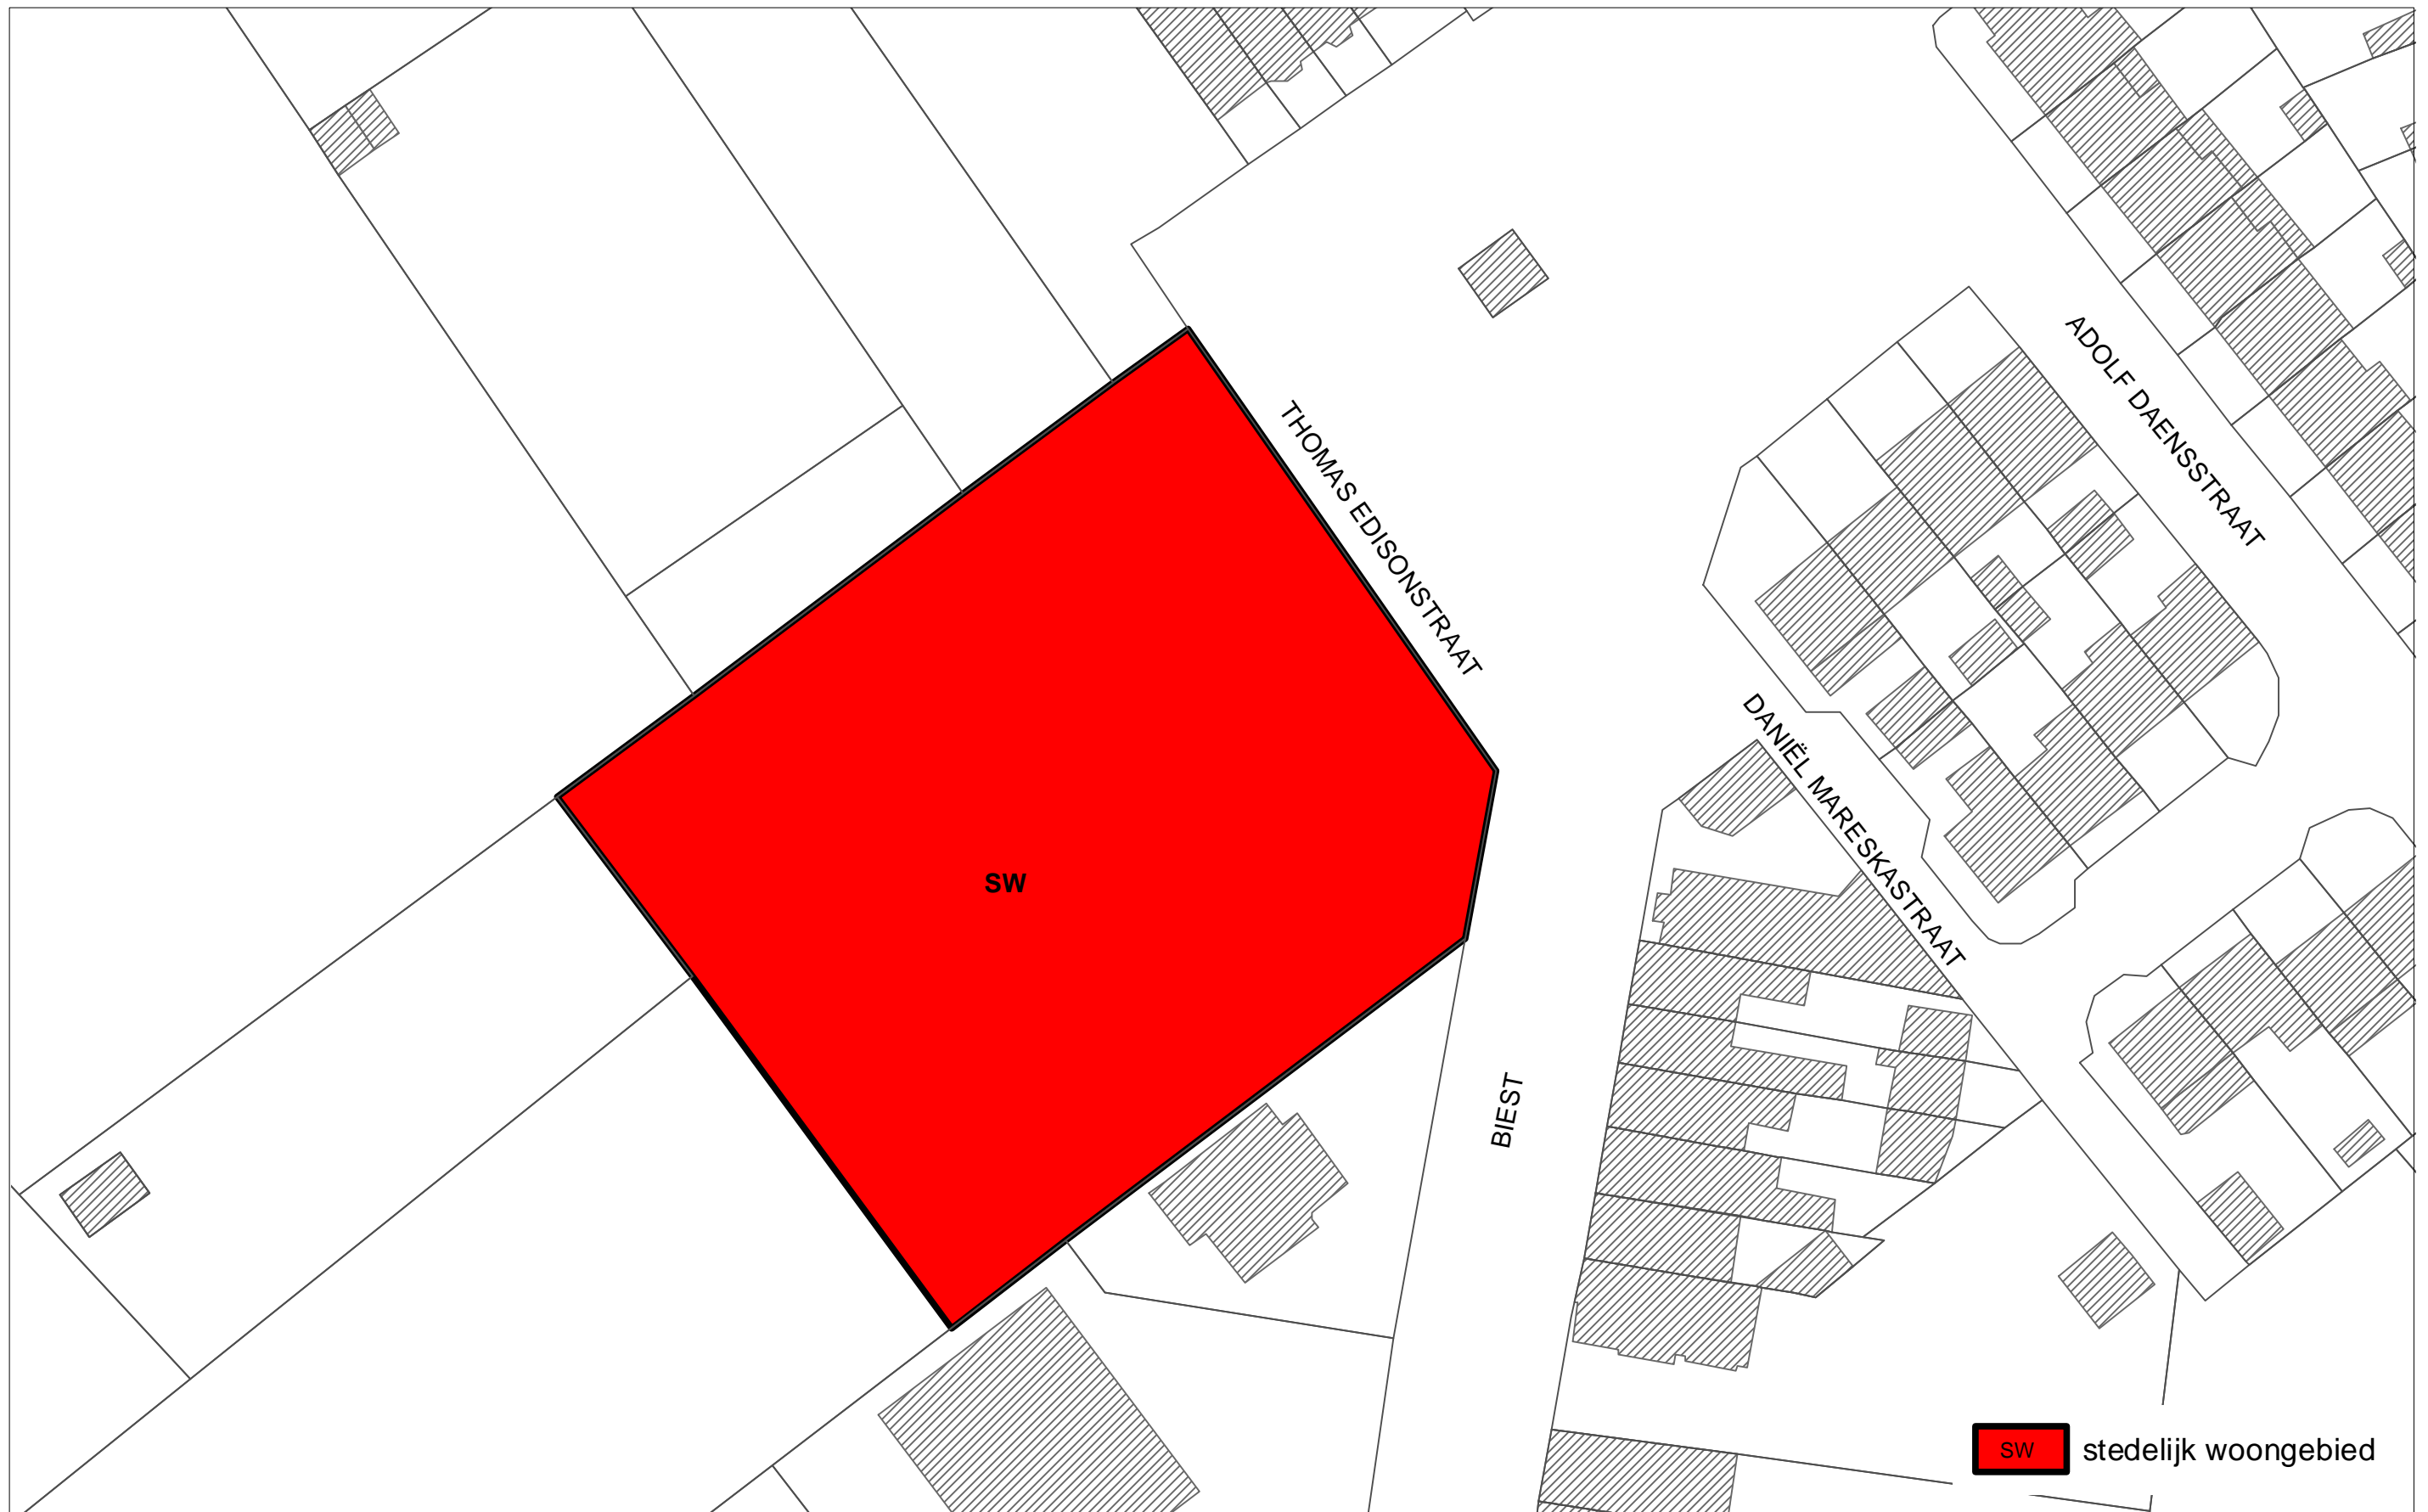 ADOLF DAENSSTRAAT
THOMAS EDISONSTRAAT
DANIËL MARESKASTRAAT
SW
BIEST
SW stedelijk woongebied